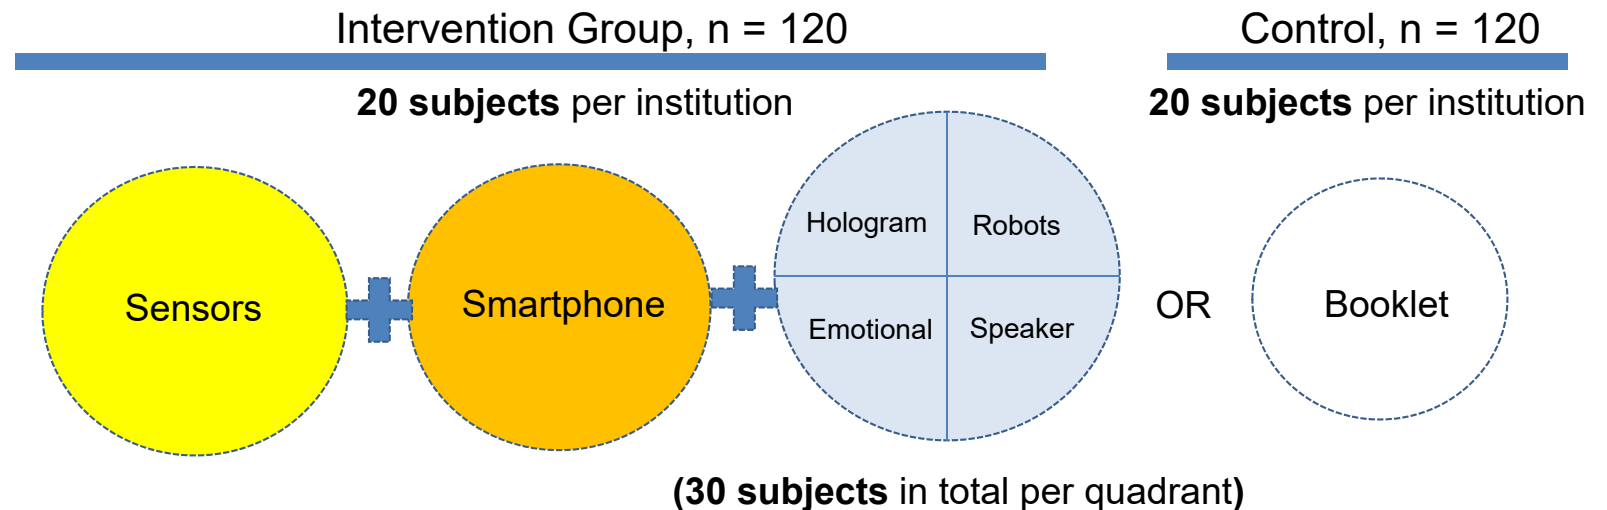 Intervention Group, n = 120
Control, n = 120
20 subjects per institution
20 subjects per institution
Sensors
Smartphone
Hologram
Robots
Emotional
Speaker
OR
Booklet
(30 subjects in total per quadrant)